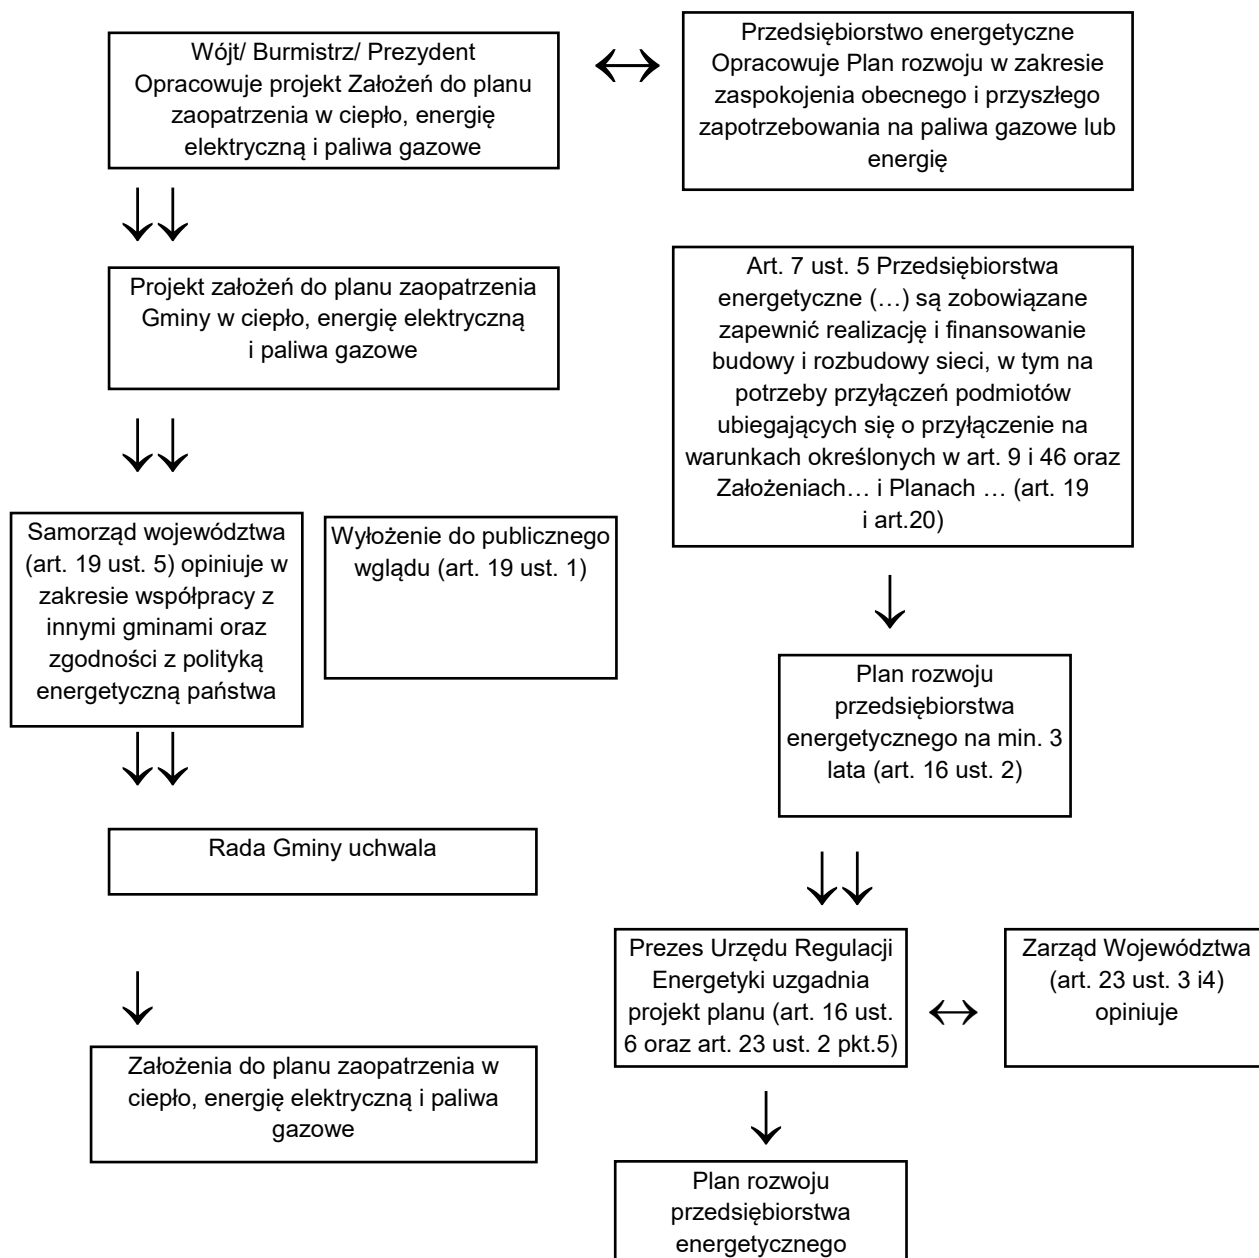 Wójt/ Burmistrz/ Prezydent
Opracowuje projekt Założeń do planu
zaopatrzenia w ciepło, energię
elektryczną i paliwa gazowe
Przedsiębiorstwo energetyczne
Opracowuje Plan rozwoju w zakresie
zaspokojenia obecnego i przyszłego
zapotrzebowania na paliwa gazowe lub
energię
Projekt założeń do planu zaopatrzenia
Gminy w ciepło, energię elektryczną
i paliwa gazowe
Art. 7 ust. 5 Przedsiębiorstwa
energetyczne (…) są zobowiązane
zapewnić realizację i finansowanie
budowy i rozbudowy sieci, w tym na
potrzeby przyłączeń podmiotów
ubiegających się o przyłączenie na
warunkach określonych w art. 9 i 46 oraz
Założeniach… i Planach … (art. 19
i art.20)
Samorząd województwa
(art. 19 ust. 5) opiniuje w
zakresie współpracy z
innymi gminami oraz
zgodności z polityką
energetyczną państwa
Wyłożenie do publicznego
wglądu (art. 19 ust. 1)
Plan rozwoju
przedsiębiorstwa
energetycznego na min. 3
lata (art. 16 ust. 2)
Rada Gminy uchwala
Prezes Urzędu Regulacji
Energetyki uzgadnia
projekt planu (art. 16 ust.
6 oraz art. 23 ust. 2 pkt.5)
Zarząd Województwa
(art. 23 ust. 3 i4)
opiniuje
Założenia do planu zaopatrzenia w
ciepło, energię elektryczną i paliwa
gazowe
Plan rozwoju
przedsiębiorstwa
energetycznego